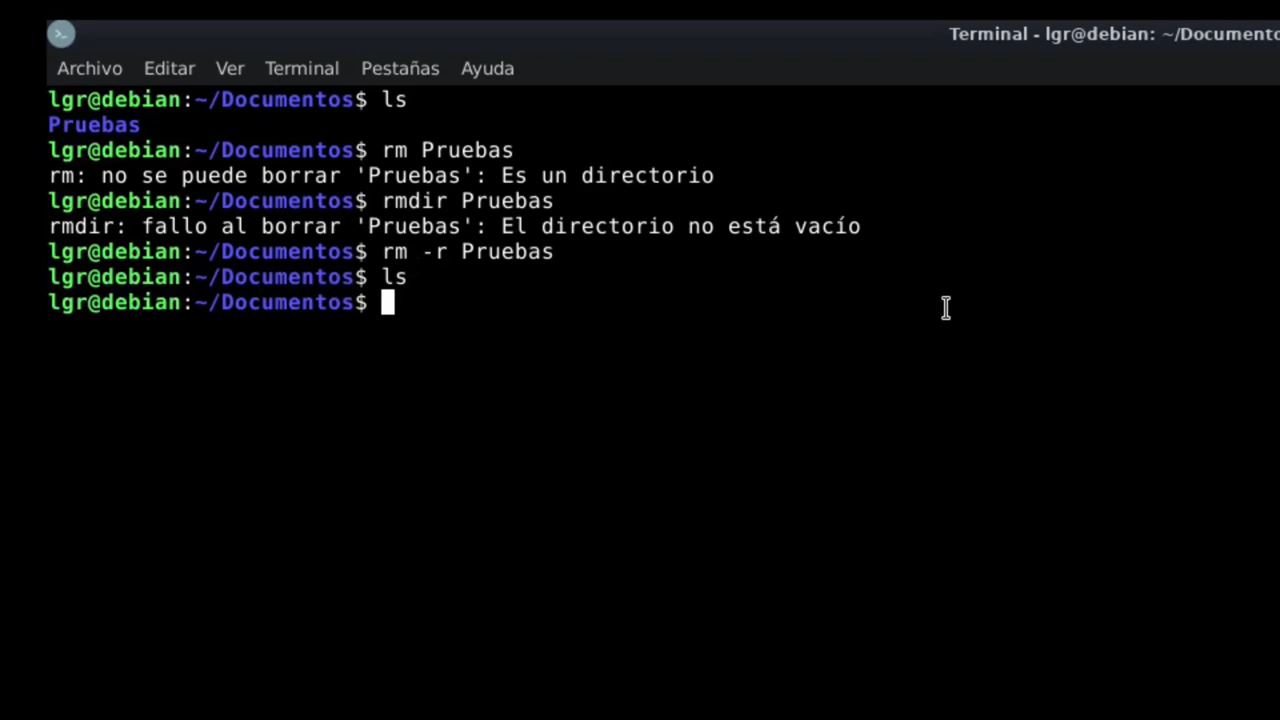 Terminal - lgr@debian: ~/Documento
Archivo Editar Ver Terminal Pestañas Ayuda
lgr@debian:~/Documentos$ ls
Pruebas
lgr@debian:~/Documentos$ rm Pruebas
rm: no se puede borrar 'Pruebas': Es un directorio
lgr@debian:~/Documentos$ rmdir Pruebas
rmdir: fallo al borrar 'Pruebas': El directorio no está vacío
lgr@debian:~/Documentos$ rm -r Pruebas
lgr@debian:~/Documentos$ ls
lgr@debian:~/Documentos$